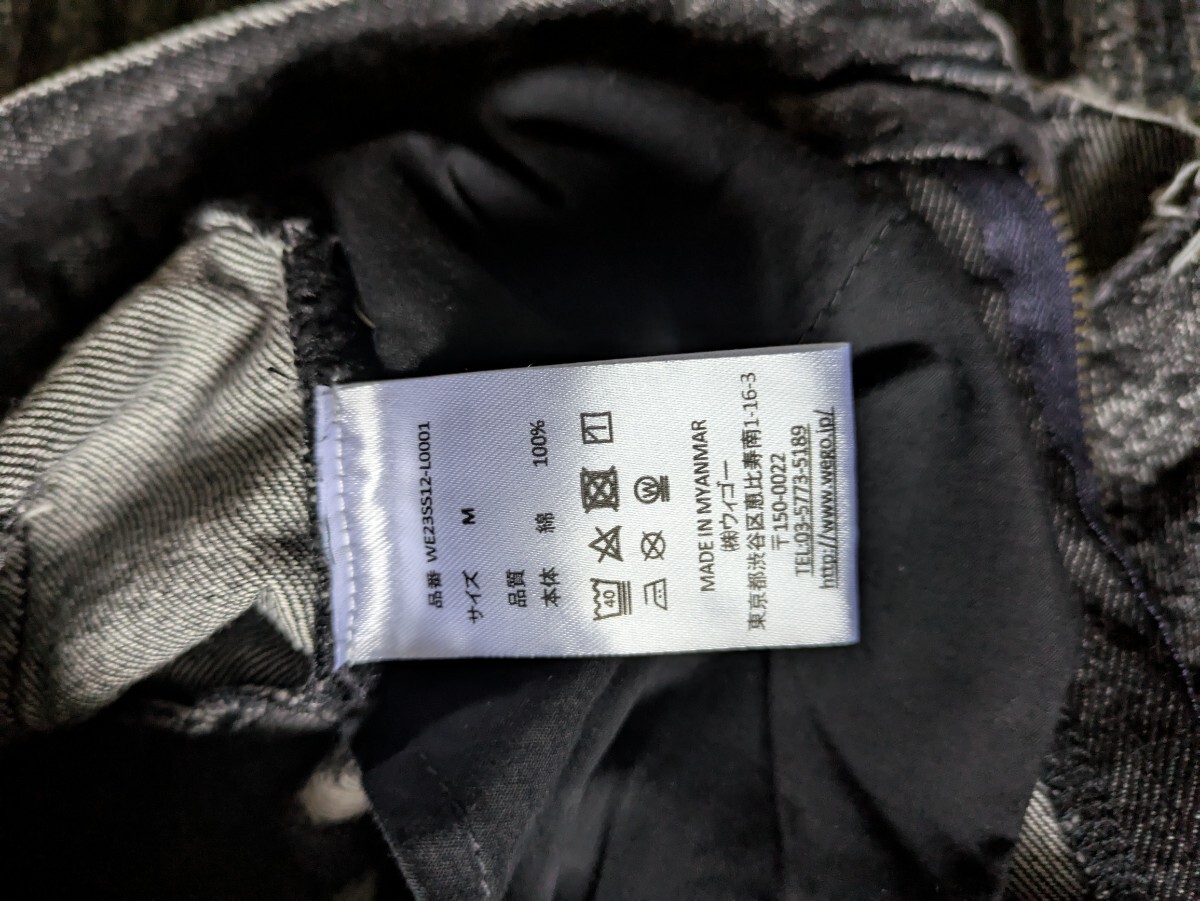 品番 WE23SS12-L0001
サイズ M
品質
本体 綿 100%
40
W
MADE IN MYANMAR
㈱ウィゴー
東京都渋谷区恵比寿南1-16-3
〒150-0022
TEL:03-5773-5189
http://www.wego.jp/